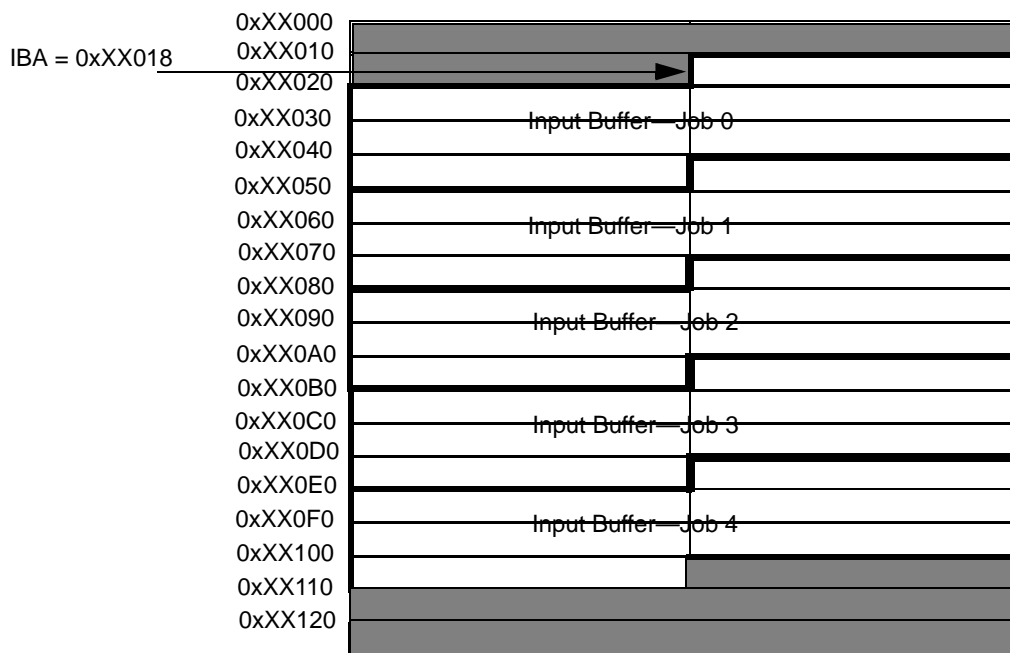 0xXX000
0xXX010
IBA = 0xXX018
0xXX020
0xXX030
Input Buffer—Job 0
0xXX040
0xXX050
0xXX060
Input Buffer—Job 1
0xXX070
0xXX080
0xXX090
Input Buffer—Job 2
0xXX0A0
0xXX0B0
0xXX0C0
Input Buffer—Job 3
0xXX0D0
0xXX0E0
0xXX0F0
Input Buffer—Job 4
0xXX100
0xXX110
0xXX120